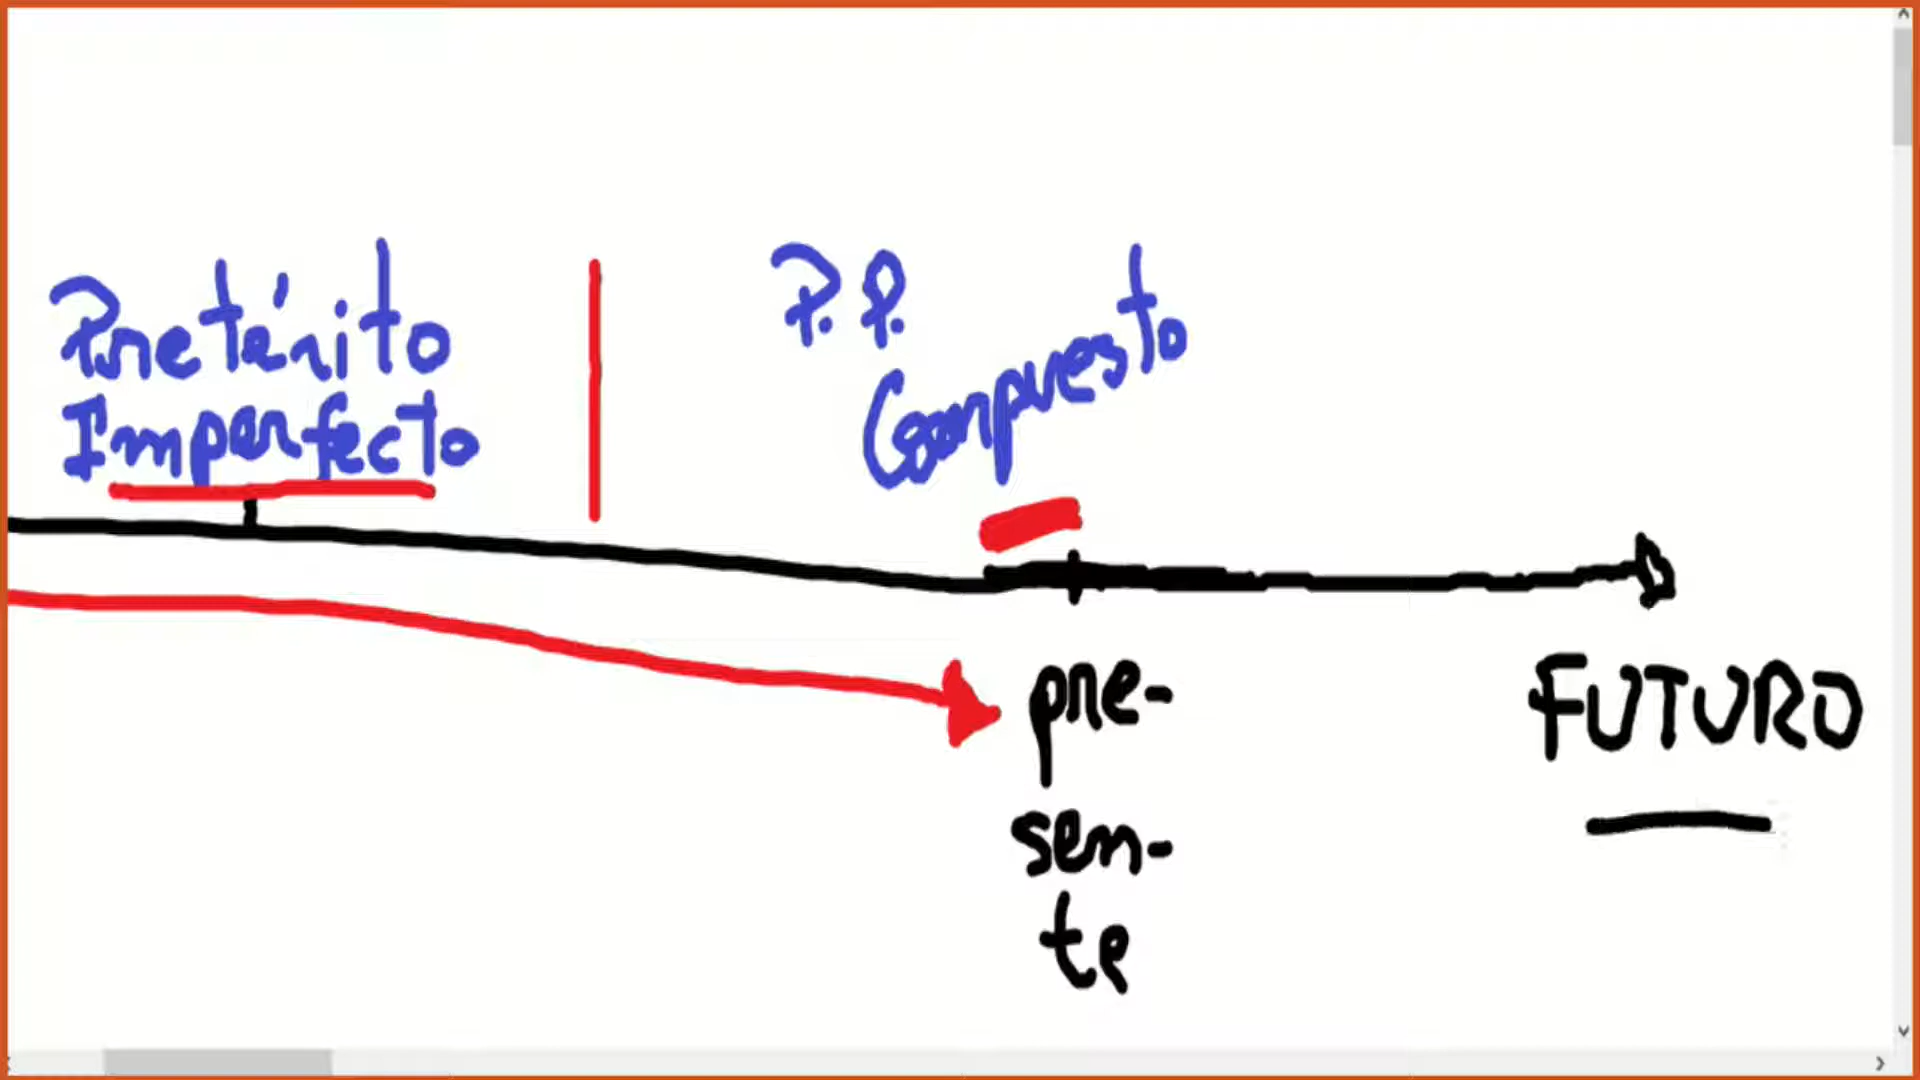 Pretérito
Imperfecto
P.P.
Compuesto
pre-
sen-
te
FUTURO